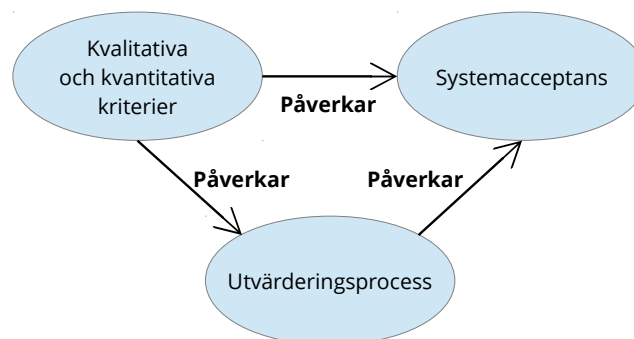 Kvalitativa
och kvantitativa
kriterier
Systemacceptans
Påverkar
Påverkar
Påverkar
Utvärderingsprocess